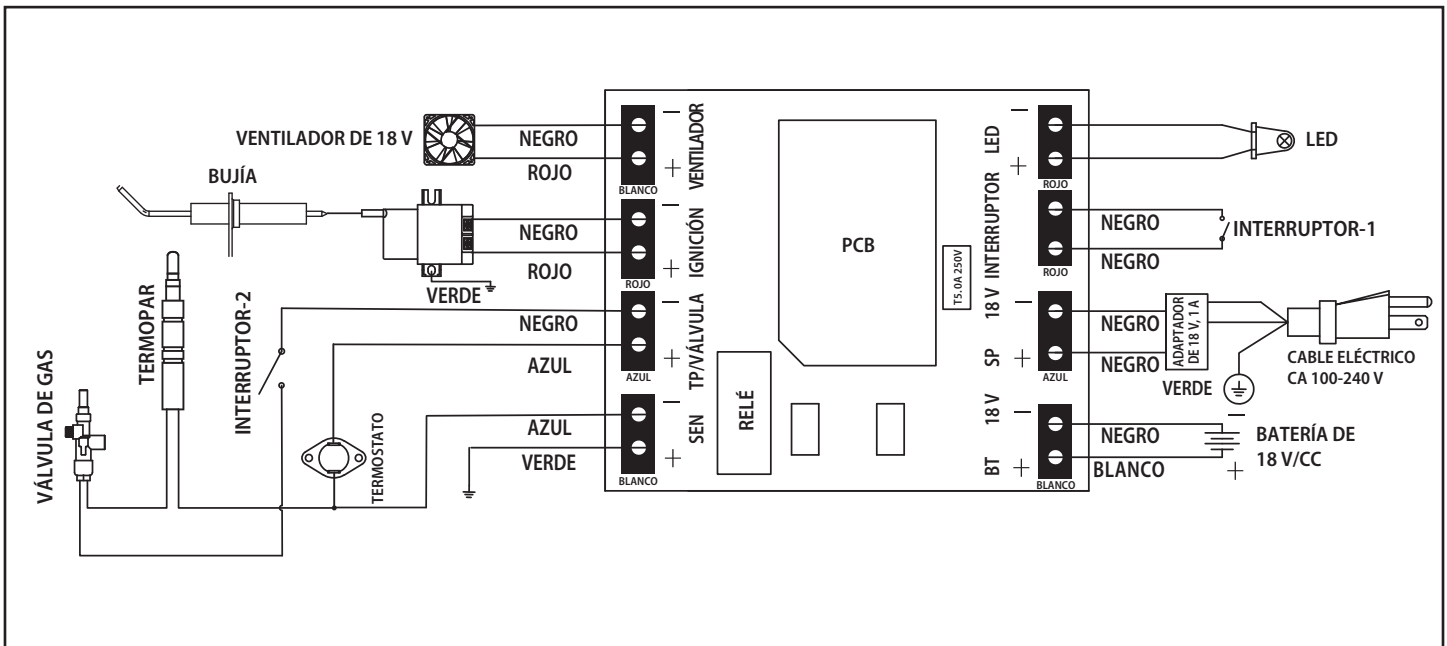 VENTILADOR DE 18 V
NEGRO
ROJO
BLANCO
−
+
VENTILADOR
BUJÍA
NEGRO
ROJO
ROJO
+
IGNICIÓN
VERDE
TERMOPAR
INTERRUPTOR-2
VÁLVULA DE GAS
NEGRO
AZUL
AZUL
−
+
TP/VÁLVULA
TERMOSTATO
AZUL
VERDE
BLANCO
−
+
SEN
RELÉ
PCB
T5.0A 250V
LED
−
+
ROJO
LED
INTERRUPTOR
ROJO
NEGRO
NEGRO
INTERRUPTOR-1
18 V
SP
−
+
AZUL
NEGRO
NEGRO
ADAPTADOR
DE 18 V, 1 A
VERDE
CABLE ELÉCTRICO
CA 100-240 V
18 V
BT
−
+
BLANCO
NEGRO
BLANCO
−
+
BATERÍA DE
18 V/CC